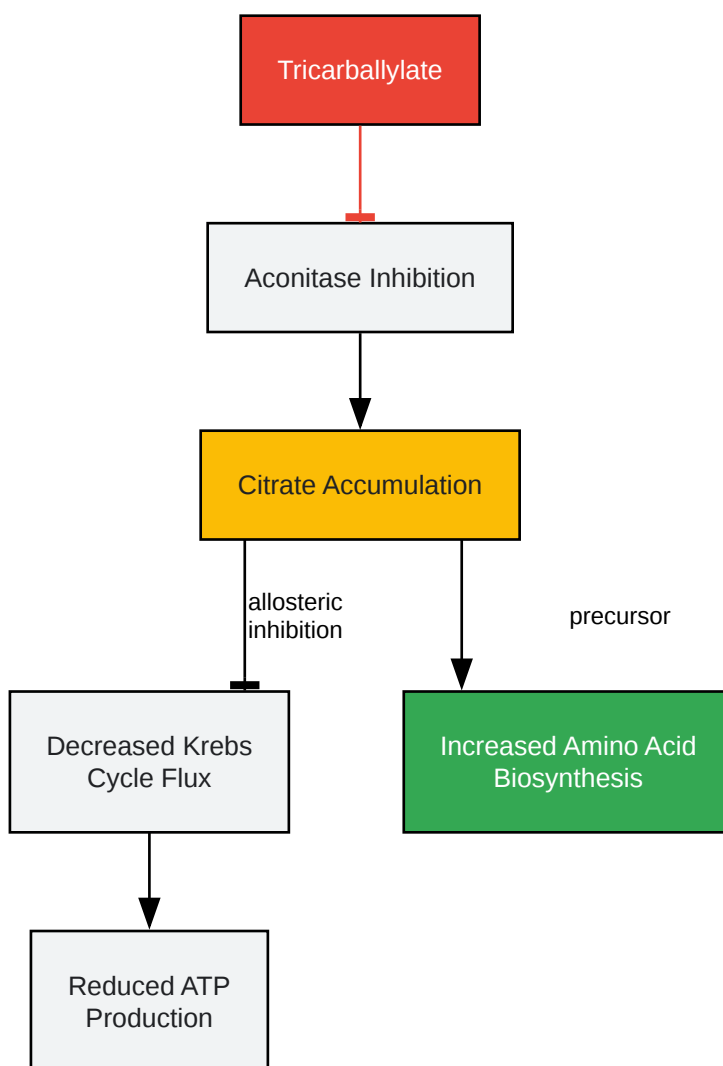 Tricarballylate
Aconitase Inhibition
Citrate Accumulation
allosteric
inhibition
precursor
Decreased Krebs
Cycle Flux
Increased Amino Acid
Biosynthesis
Reduced ATP
Production